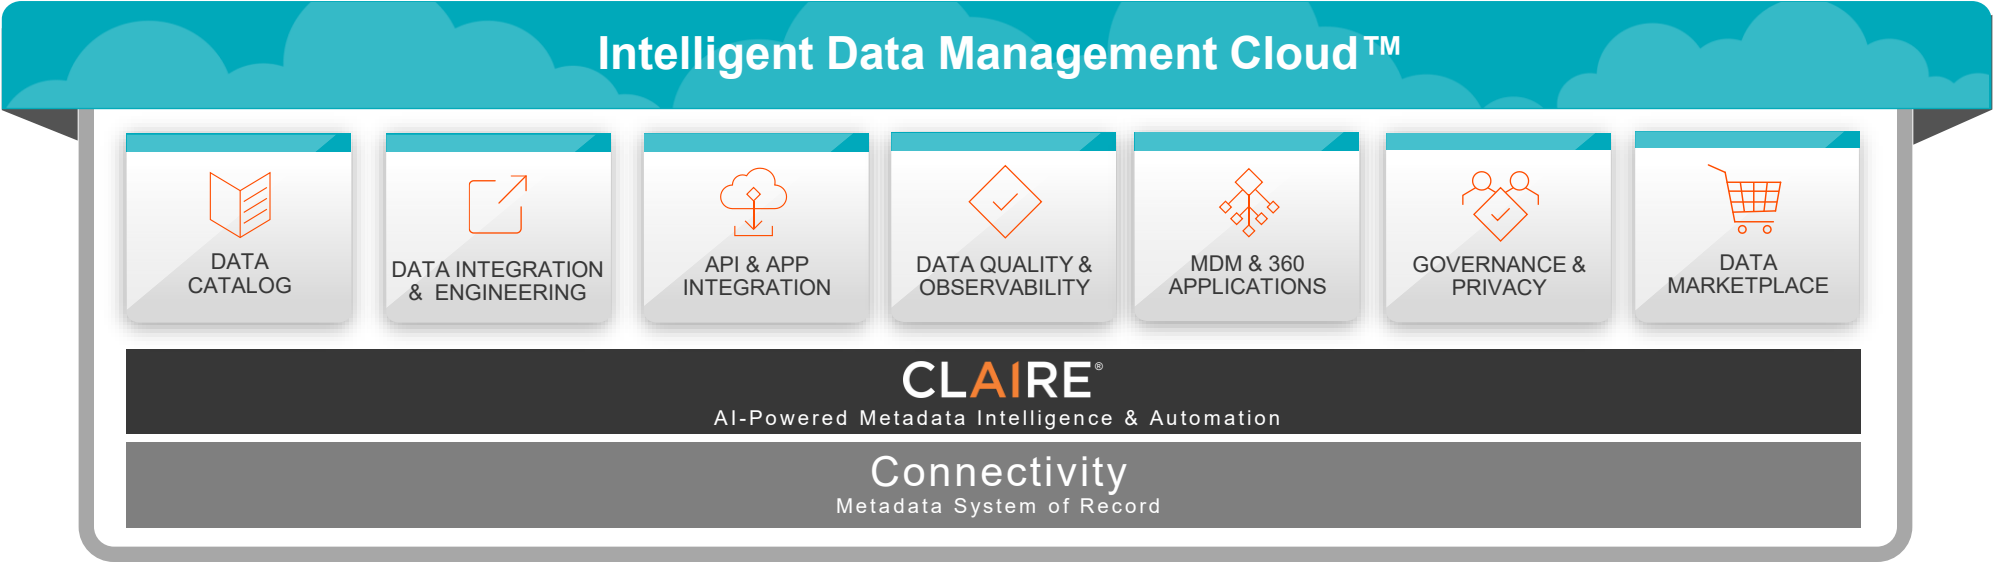 Intelligent Data Management Cloud™
DATA
CATALOG
DATA INTEGRATION
& ENGINEERING
API & APP
INTEGRATION
DATA QUALITY &
OBSERVABILITY
MDM & 360
APPLICATIONS
GOVERNANCE &
PRIVACY
DATA
MARKETPLACE
CLAIRE®
AI-Powered Metadata Intelligence & Automation
Connectivity
Metadata System of Record